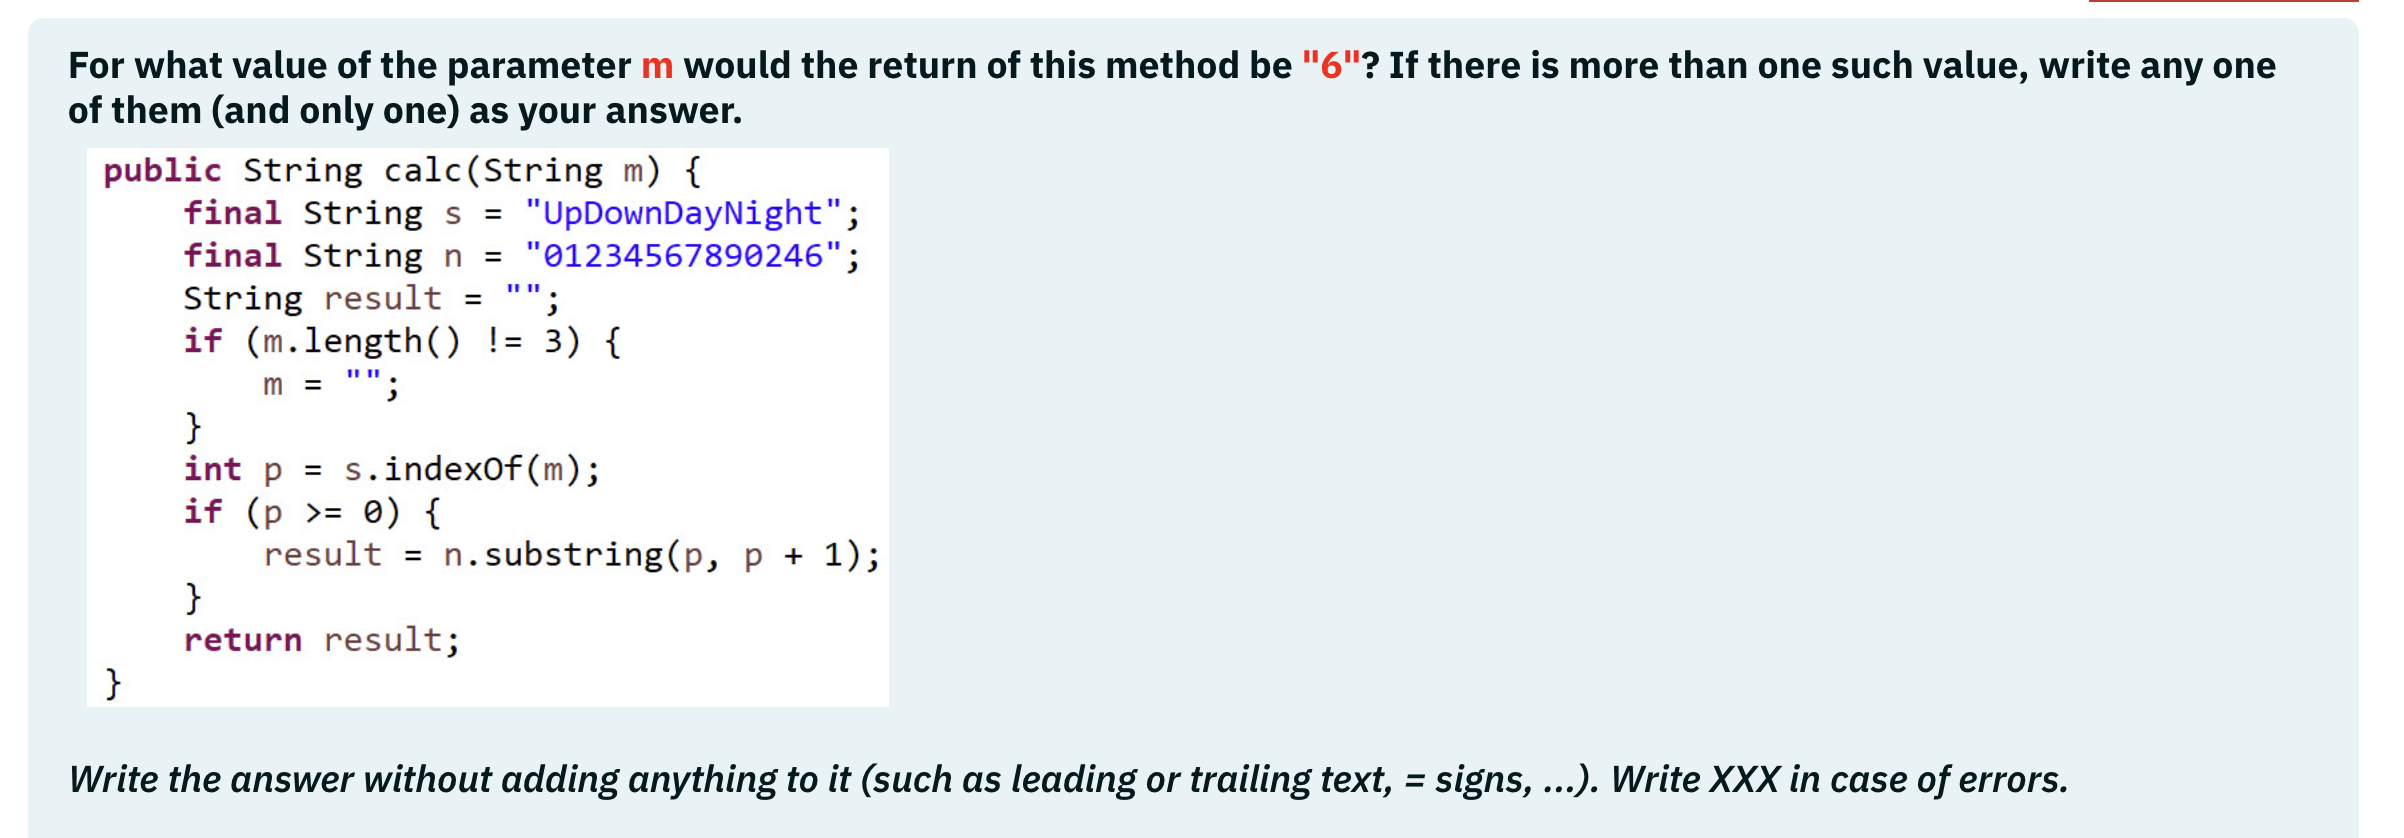 For what value of the parameter m would the return of this method be "6"? If there is more than one such value, write any one
of them (and only one) as your answer.
public String calc(String m) {
    final String s = "UpDownDayNight";
    final String n = "01234567890246";
    String result = "";
    if (m.length() != 3) {
        m = "";
    }
    int p = s.indexOf(m);
    if (p >= 0) {
        result = n.substring(p, p + 1);
    }
    return result;
}
Write the answer without adding anything to it (such as leading or trailing text, = signs, ...). Write XXX in case of errors.